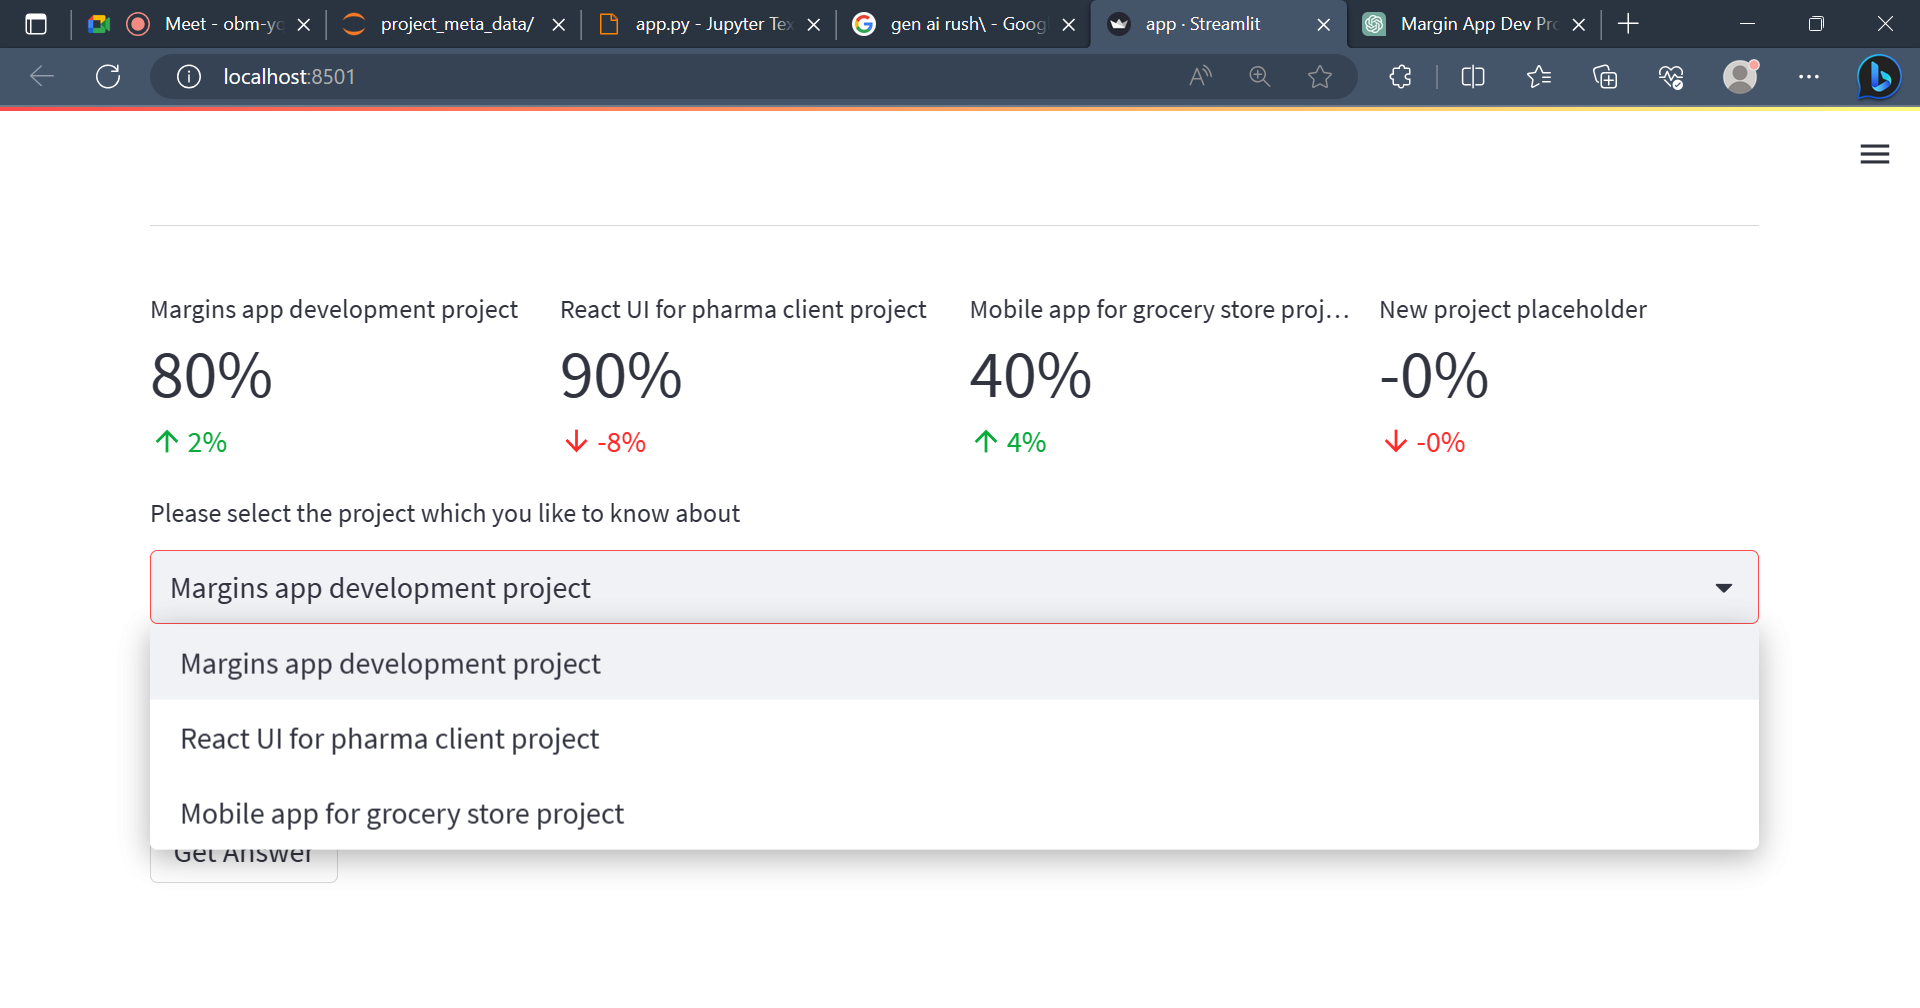 Meet - obm-yo
project_meta_data/
app.py - Jupyter Tex
gen ai rush\ - Goog
app · Streamlit
Margin App Dev Pro
localhost:8501
Margins app development project
React UI for pharma client project
Mobile app for grocery store proj...
New project placeholder
80%
90%
40%
-0%
2%
-8%
4%
-0%
Please select the project which you like to know about
Margins app development project
Margins app development project
React UI for pharma client project
Mobile app for grocery store project
Get Answer